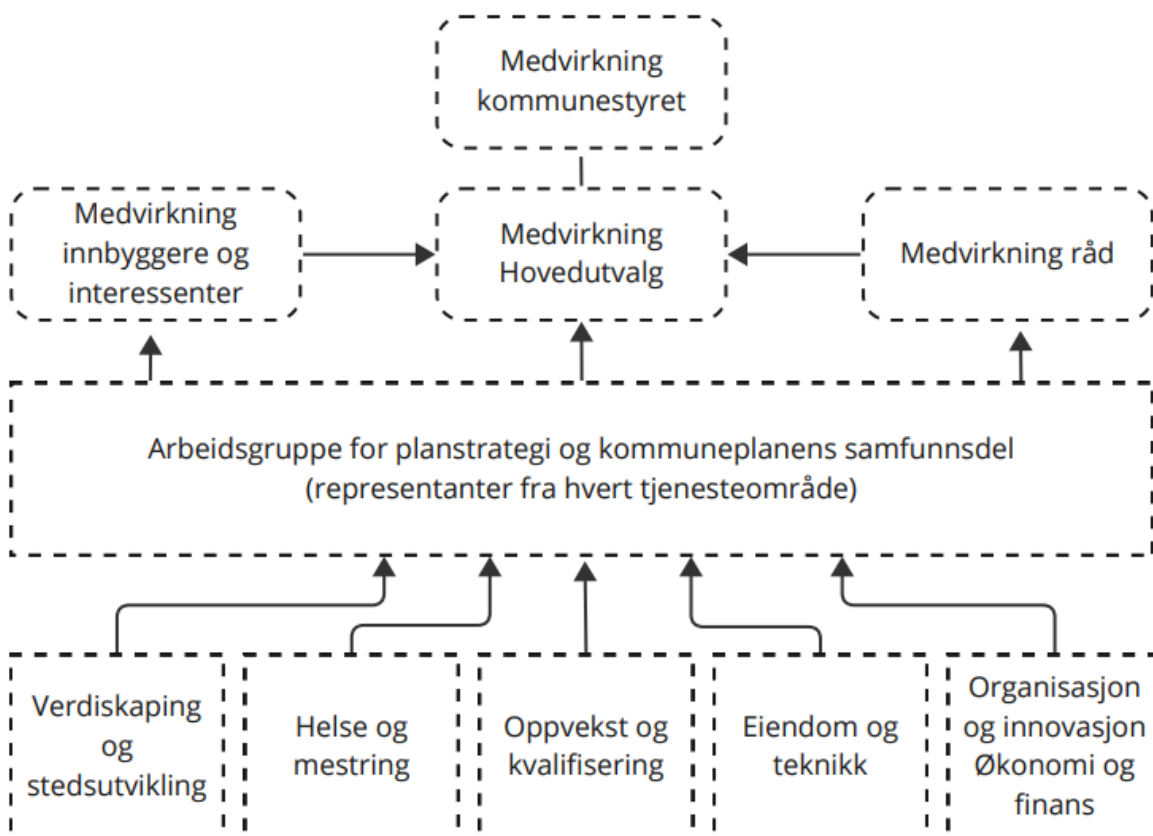 Medvirkning
kommunestyret
Medvirkning
innbyggere og
interessenter
Medvirkning
Hovedutvalg
Medvirkning råd
Arbeidsgruppe for planstrategi og kommuneplanens samfunnsdel
(representanter fra hvert tjenesteområde)
Verdiskaping
og
stedsutvikling
Helse og
mestring
Oppvekst og
kvalifisering
Eiendom og
teknikk
Organisasjon
og innovasjon
Økonomi og
finans